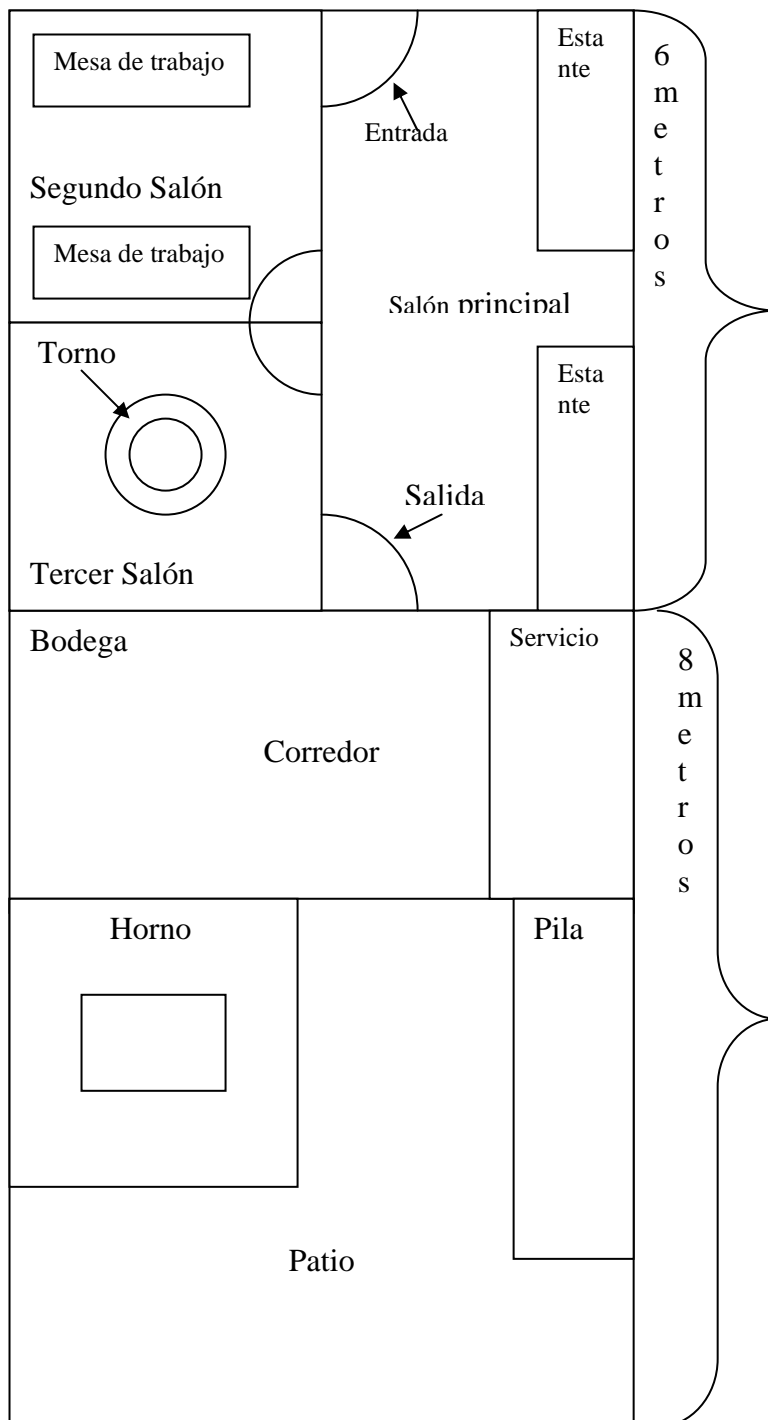 Mesa de trabajo
Entrada
Segundo Salón
Mesa de trabajo
Esta
nte
6
m
e
t
r
o
s
Salón principal
Torno
Esta
nte
Salida
Tercer Salón
Bodega
Servicio
Corredor
8
m
e
t
r
o
s
Horno
Pila
Patio